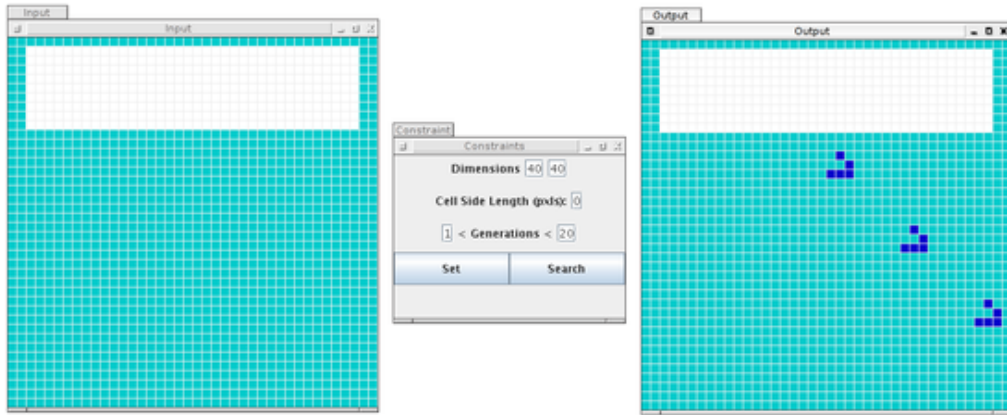 Input
Input
Constraint
Constraints
Dimensions 40 40
Cell Side Length (pxls): 0
1 < Generations < 20
Set Search
Output
Output